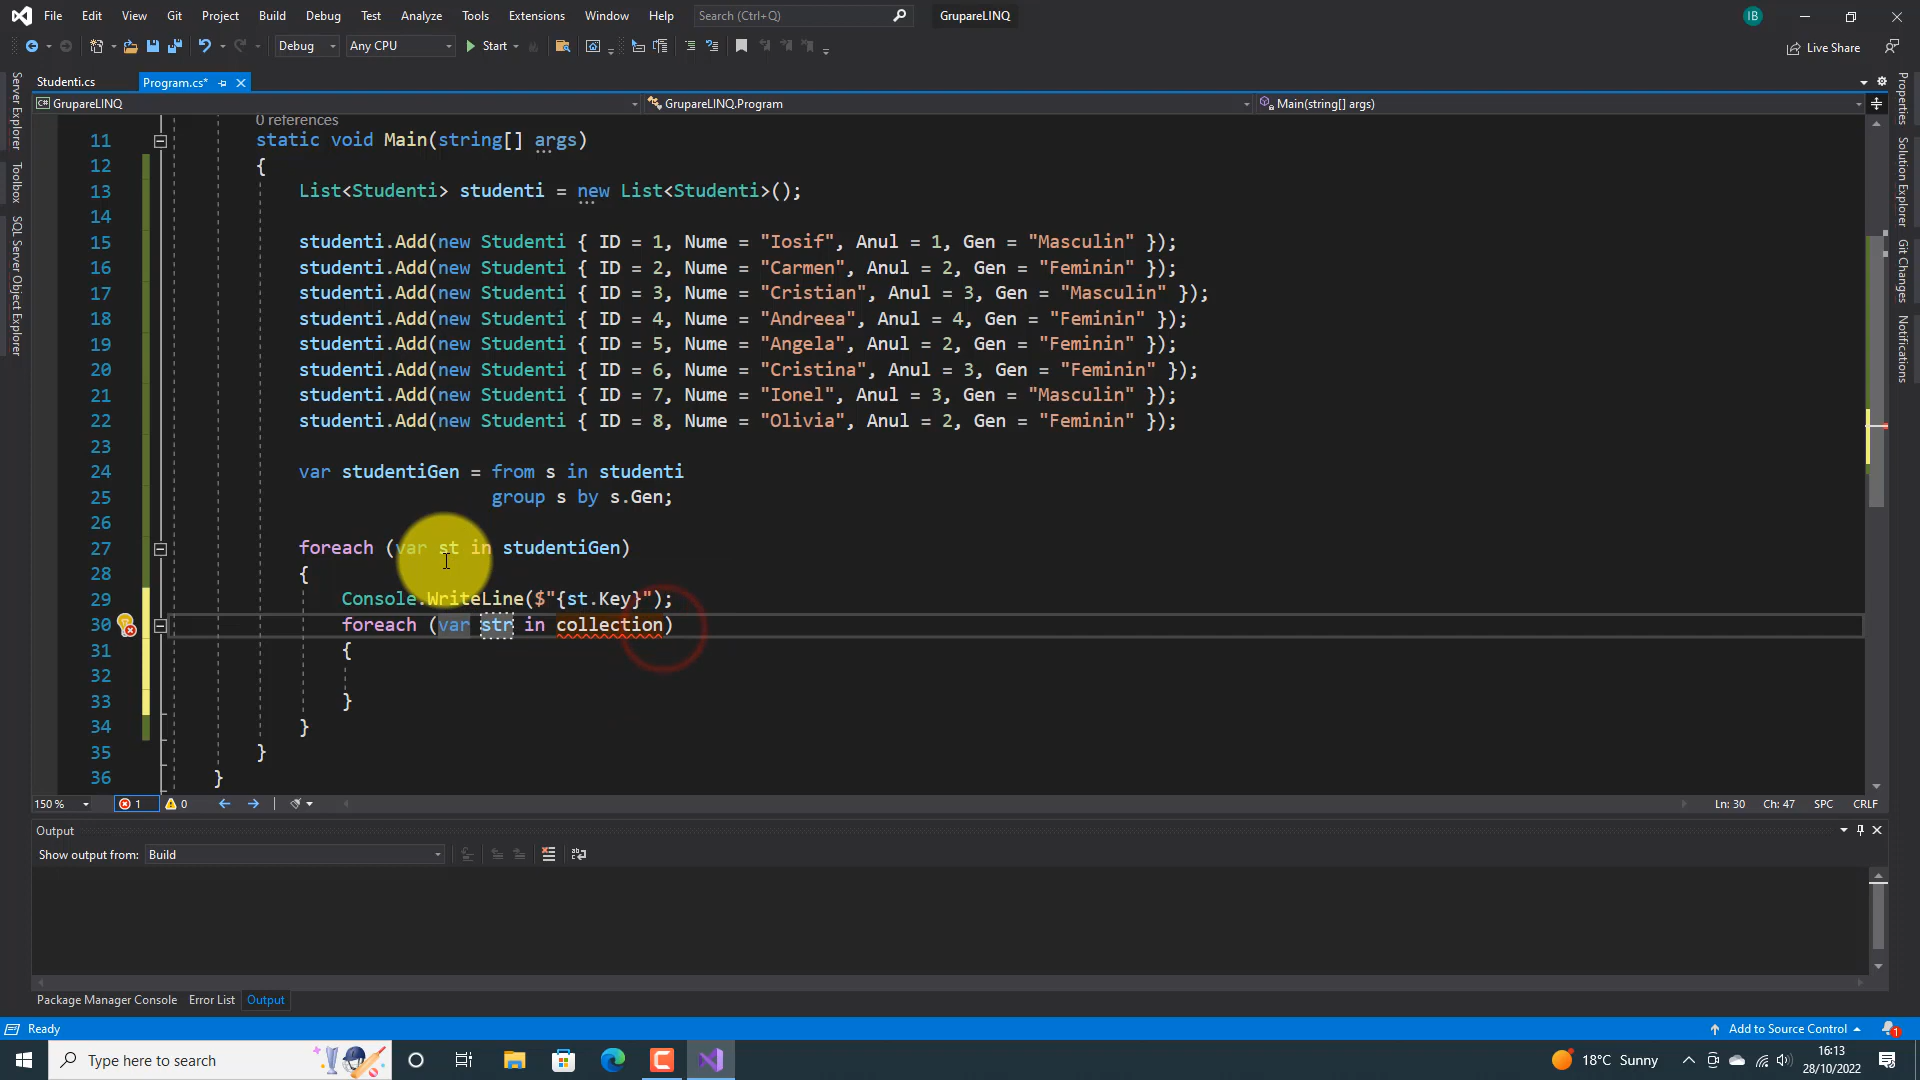 File Edit View Git Project Build Debug Test Analyze Tools Extensions Window Help Search (Ctrl+Q) GrupareLINQ IB
Debug Any CPU Start Live Share
Studenti.cs Program.cs*
GrupareLINQ GrupareLINQ.Program Main(string[] args)
Server Explorer
Toolbox
SQL Server Object Explorer
Properties
Solution Explorer
Git Changes
Notifications
0 references
11 static void Main(string[] args)
12 {
13 List<Studenti> studenti = new List<Studenti>();
14
15 studenti.Add(new Studenti { ID = 1, Nume = "Iosif", Anul = 1, Gen = "Masculin" });
16 studenti.Add(new Studenti { ID = 2, Nume = "Carmen", Anul = 2, Gen = "Feminin" });
17 studenti.Add(new Studenti { ID = 3, Nume = "Cristian", Anul = 3, Gen = "Masculin" });
18 studenti.Add(new Studenti { ID = 4, Nume = "Andreea", Anul = 4, Gen = "Feminin" });
19 studenti.Add(new Studenti { ID = 5, Nume = "Angela", Anul = 2, Gen = "Feminin" });
20 studenti.Add(new Studenti { ID = 6, Nume = "Cristina", Anul = 3, Gen = "Feminin" });
21 studenti.Add(new Studenti { ID = 7, Nume = "Ionel", Anul = 3, Gen = "Masculin" });
22 studenti.Add(new Studenti { ID = 8, Nume = "Olivia", Anul = 2, Gen = "Feminin" });
23
24 var studentiGen = from s in studenti
25 group s by s.Gen;
26
27 foreach (var st in studentiGen)
28 {
29 Console.WriteLine($"{st.Key}");
30 foreach (var str in collection)
31 {
32
33 }
34 }
35 }
36 }
150 % 1 0 Ln: 30 Ch: 47 SPC CRLF
Output
Show output from: Build
Package Manager Console Error List Output
Ready Add to Source Control 1
Type here to search 18°C Sunny 16:13
28/10/2022